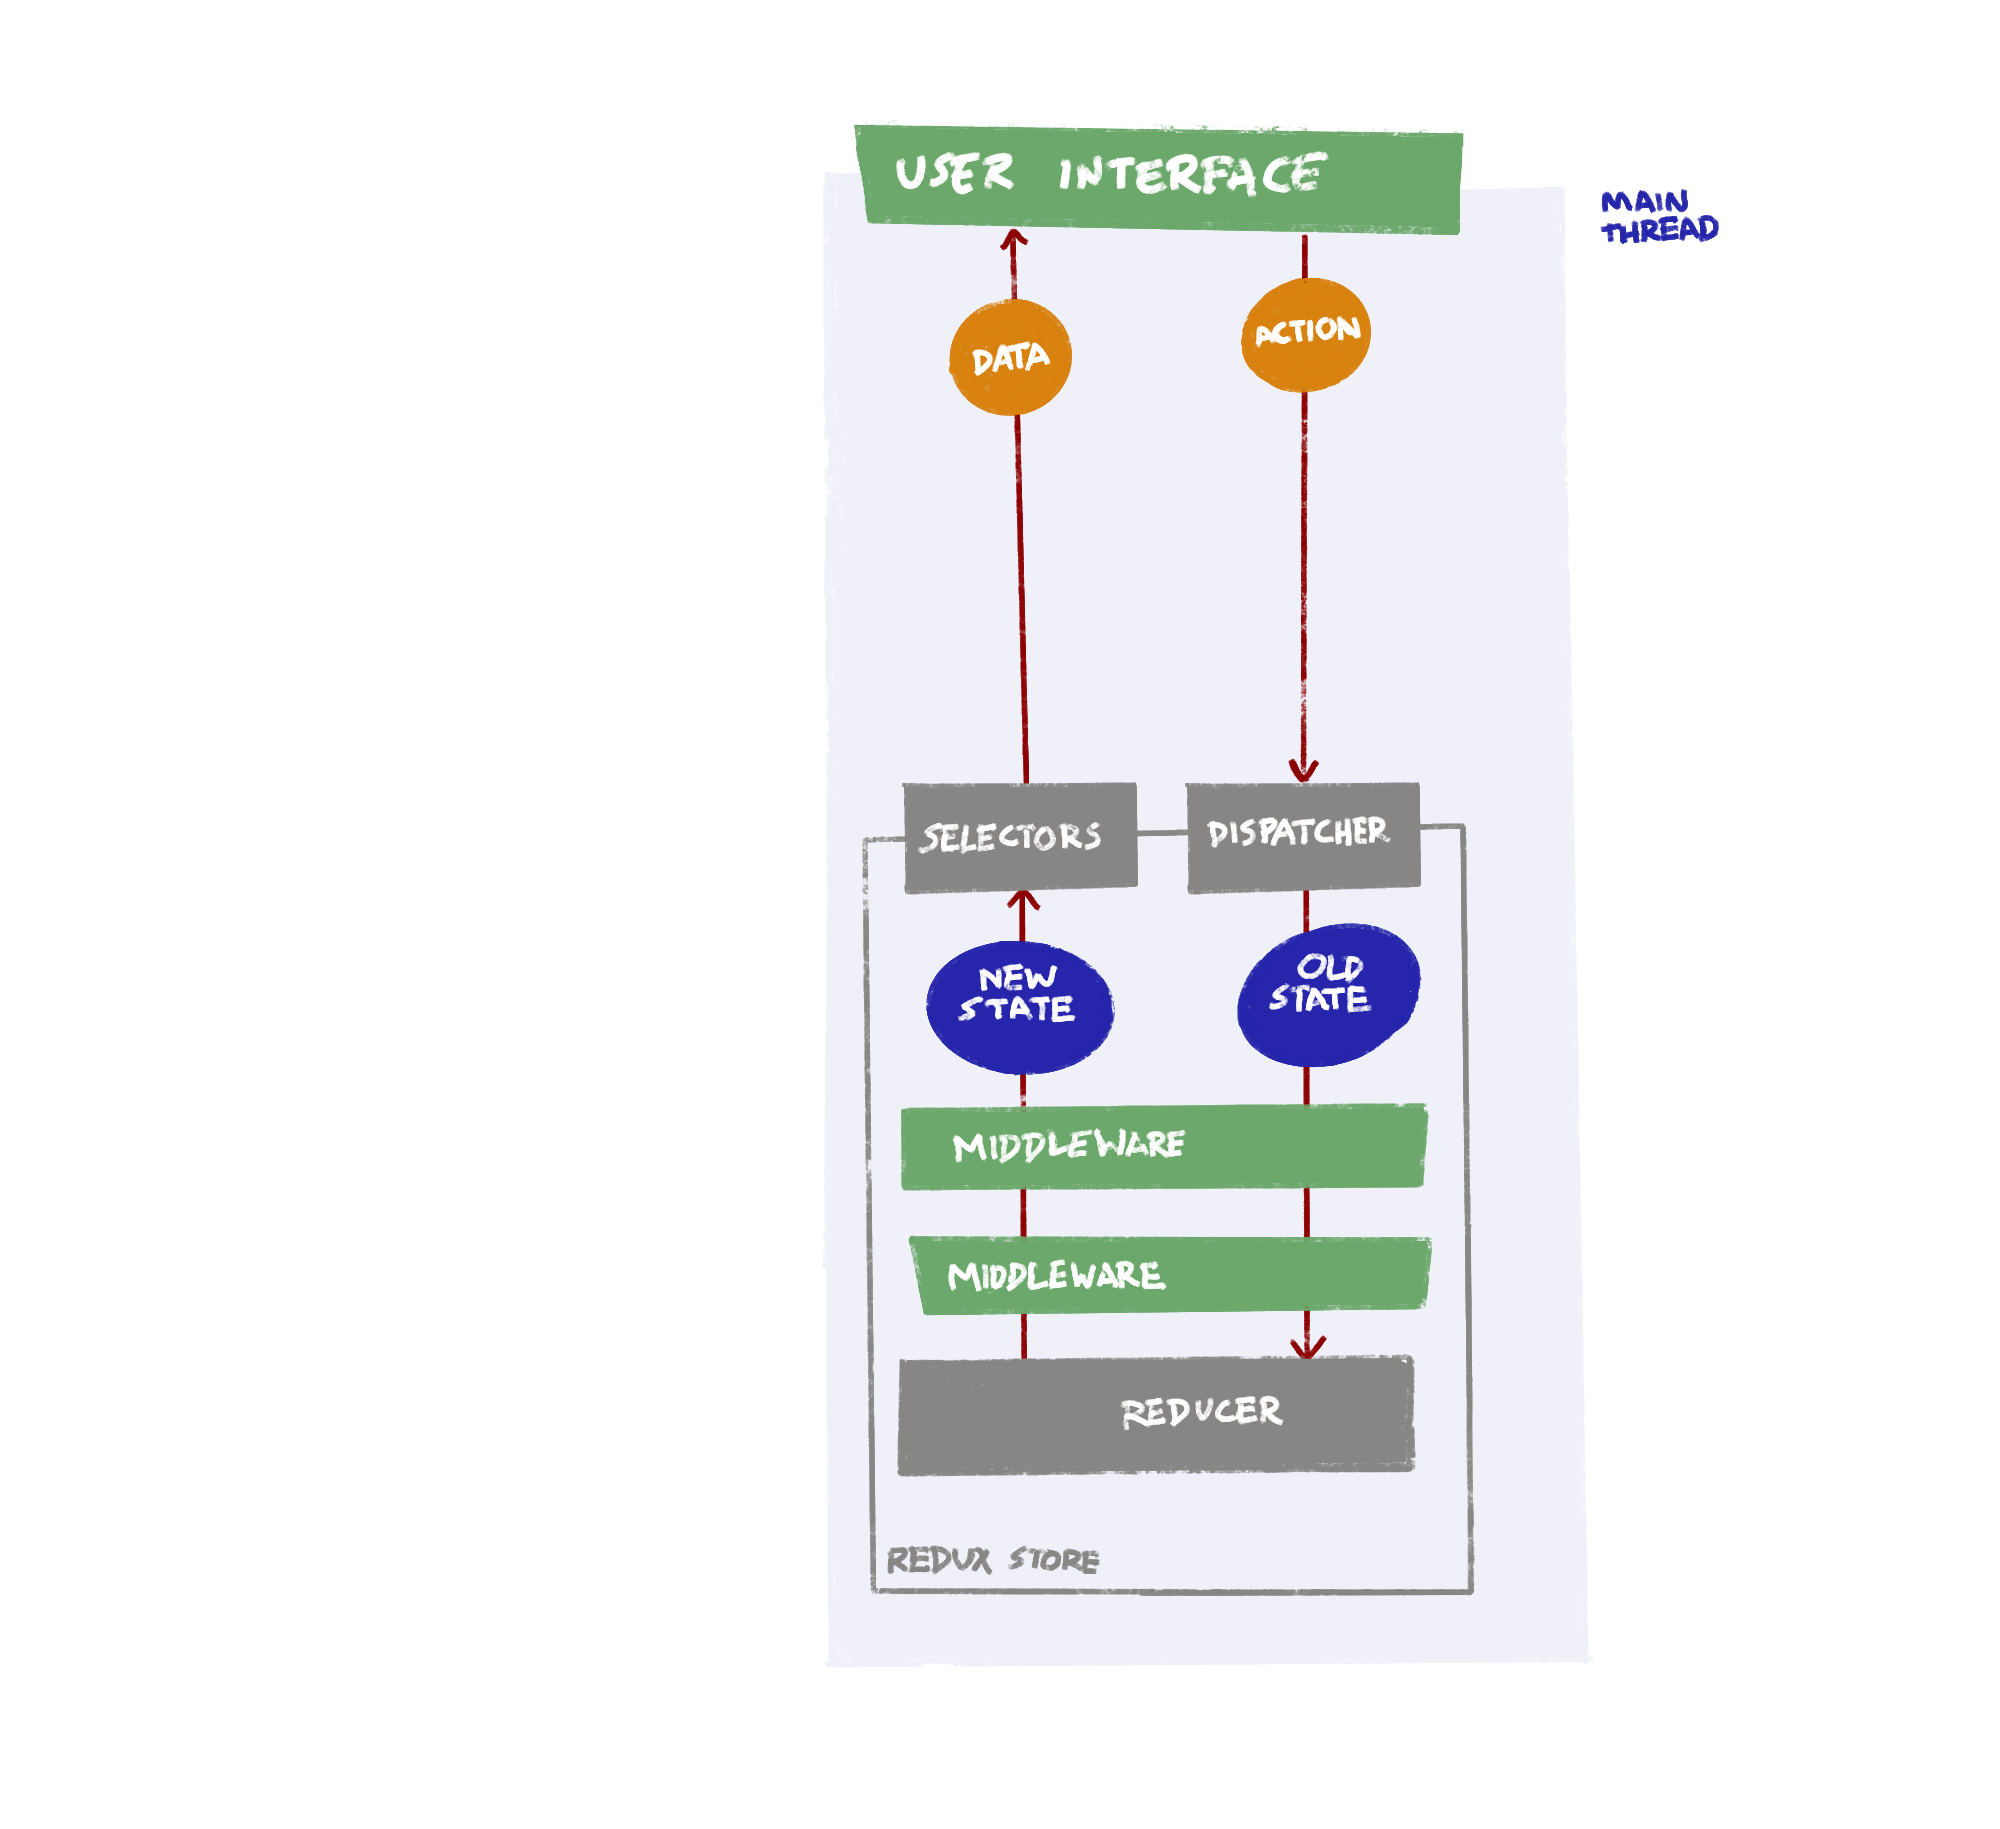 USER INTERFACE
MAIN
THREAD
DATA
ACTION
SELECTORS
DISPATCHER
NEW
STATE
OLD
STATE
MIDDLEWARE
MIDDLEWARE
REDUCER
REDUX STORE